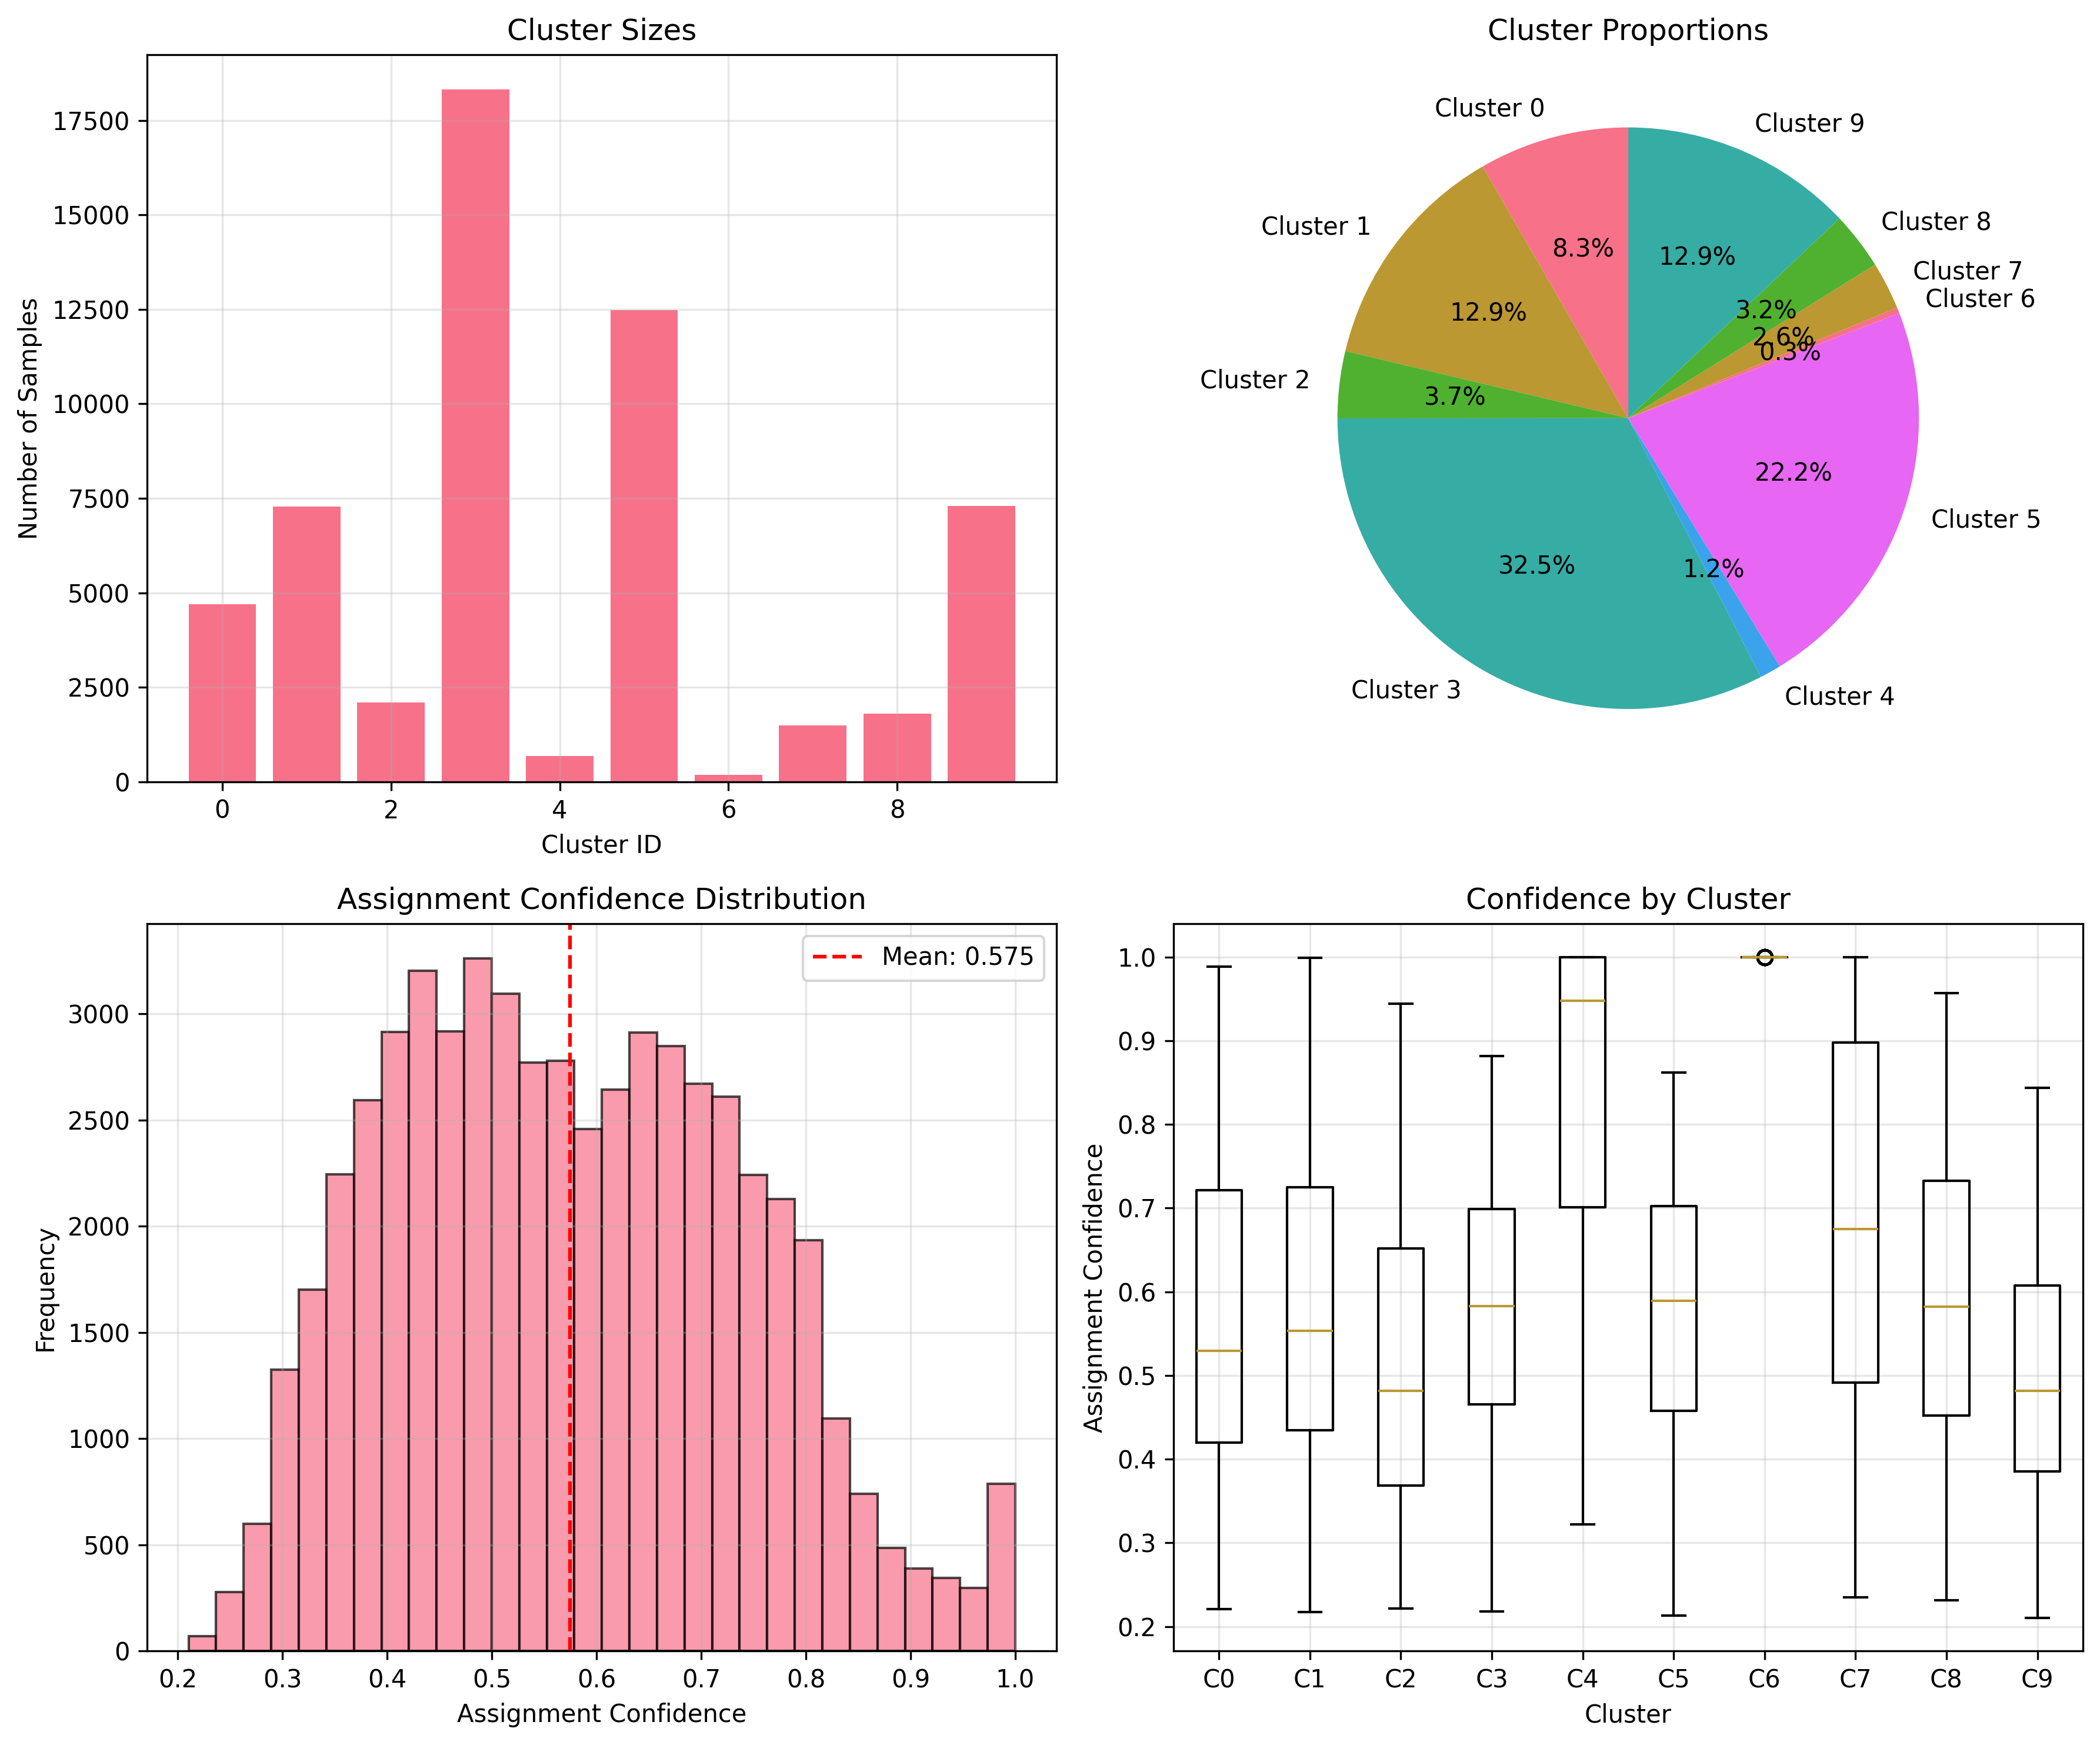 Cluster Sizes
17500
15000
12500
10000
7500
5000
2500
0
Number of Samples
0 2 4 6 8
Cluster ID
Cluster Proportions
Cluster 0
Cluster 9
Cluster 1
Cluster 8
Cluster 7
Cluster 6
Cluster 2
Cluster 5
Cluster 3
Cluster 4
8.3%
12.9%
12.9%
3.2%
2.6%
0.3%
3.7%
22.2%
32.5%
1.2%
Assignment Confidence Distribution
Mean: 0.575
3000
2500
2000
1500
1000
500
0
Frequency
0.2 0.3 0.4 0.5 0.6 0.7 0.8 0.9 1.0
Assignment Confidence
Confidence by Cluster
1.0
0.9
0.8
0.7
0.6
0.5
0.4
0.3
0.2
Assignment Confidence
C0 C1 C2 C3 C4 C5 C6 C7 C8 C9
Cluster